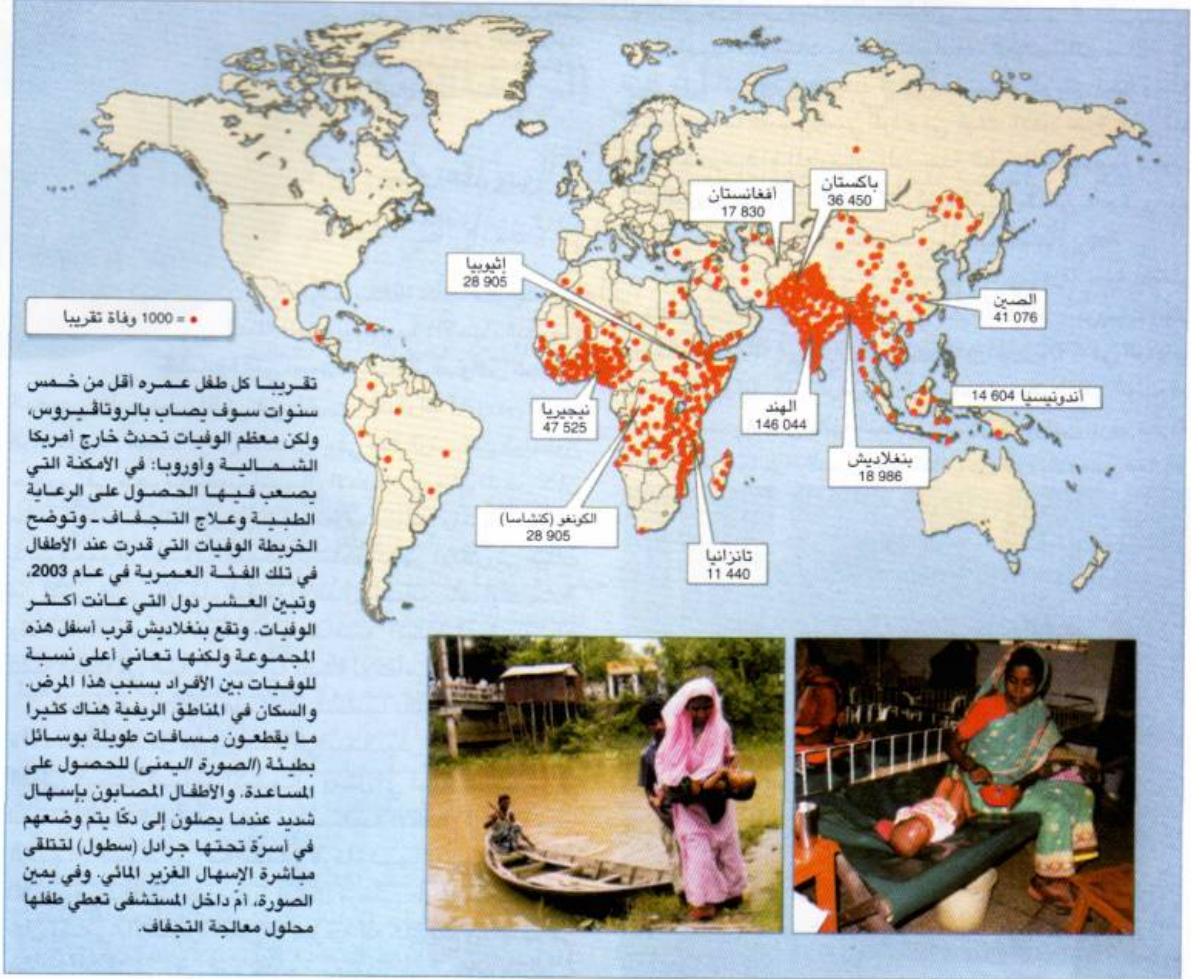 باكستان
36 450
أفغانستان
17 830
إثيوبيا
28 905
الصين
41 076
• = 1000 وفاة تقريبا
أندونيسيا 604 14
الهند
146 044
نيجيريا
47 525
بنغلاديش
18 986
الكونغو (كنشاسا)
28 905
تانزانيا
11 440
تقريبا كل طفل عمره أقل من خمس
سنوات سوف يصاب بالروتاڤيروس،
ولكن معظم الوفيات تحدث خارج أمريكا
الشمالية وأوروبا: في الأمكنة التي
يصعب فيها الحصول على الرعاية
الطبية وعلاج التجفاف ـ وتوضح
الخريطة الوفيات التي قدرت عند الأطفال
في تلك الفئة العمرية في عام 2003،
وتبين العشر دول التي عانت أكثر
الوفيات. وتقع بنغلاديش قرب أسفل هذه
المجموعة ولكنها تعاني أعلى نسبة
للوفيات بين الأفراد بسبب هذا المرض.
والسكان في المناطق الريفية هناك كثيرا
ما يقطعون مسافات طويلة بوسائل
بطيئة (الصورة اليمنى) للحصول على
المساعدة. والأطفال المصابون بإسهال
شديد عندما يصلون إلى دكّا يتم وضعهم
في أسرّة تحتها جرادل (سطول) لتتلقى
مباشرة الإسهال الغزير المائي. وفي يمين
الصورة، أمّ داخل المستشفى تعطي طفلها
محلول معالجة التجفاف.